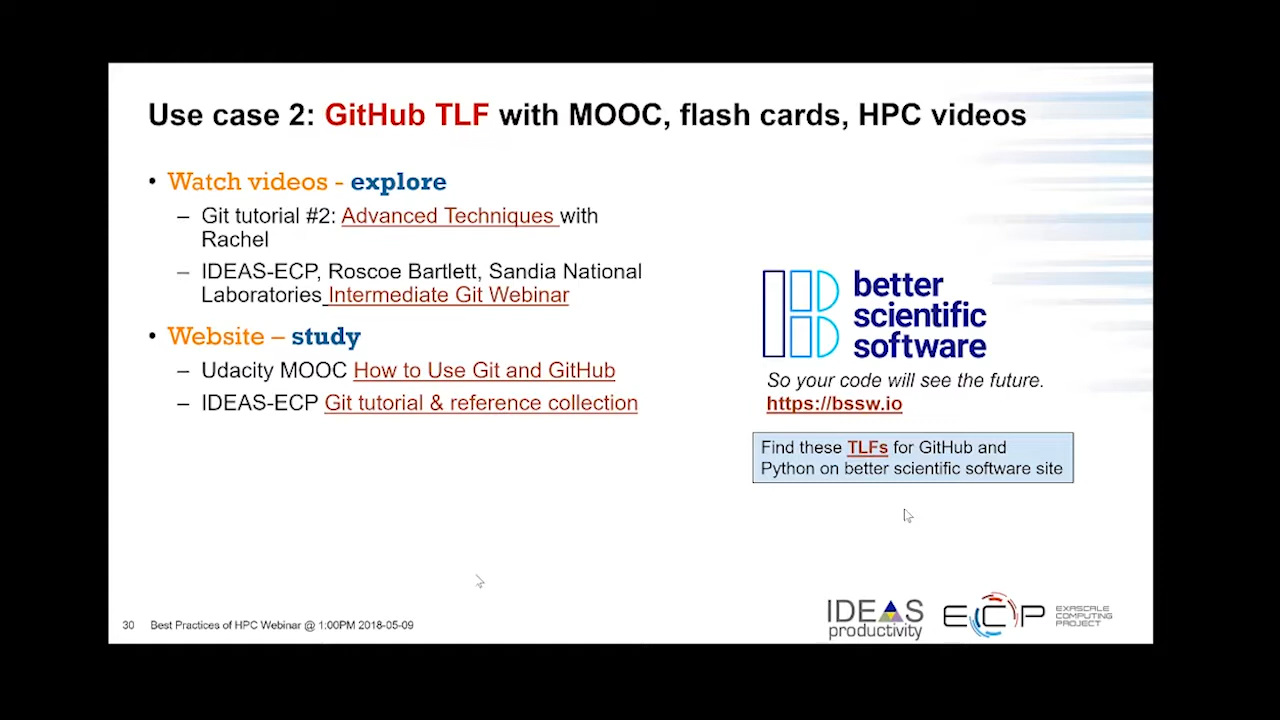 Use case 2: GitHub TLF with MOOC, flash cards, HPC videos
• Watch videos - explore
– Git tutorial #2: Advanced Techniques with
Rachel
– IDEAS-ECP, Roscoe Bartlett, Sandia National
Laboratories Intermediate Git Webinar
• Website – study
– Udacity MOOC How to Use Git and GitHub
– IDEAS-ECP Git tutorial & reference collection
better
scientific
software
So your code will see the future.
https://bssw.io
Find these TLFs for GitHub and
Python on better scientific software site
30 Best Practices of HPC Webinar @ 1:00PM 2018-05-09
IDEAS
productivity
ECP
EXASCALE
COMPUTING
PROJECT